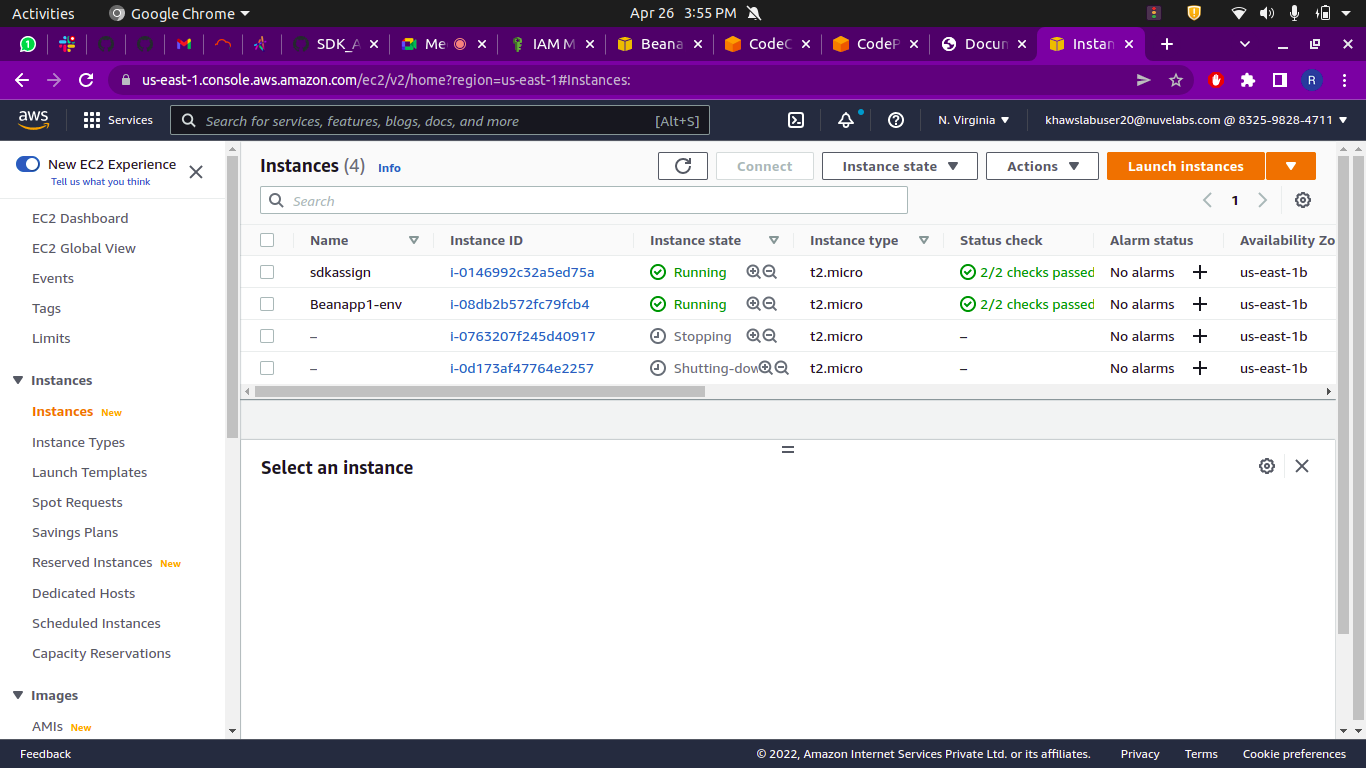 Activities Google Chrome Apr 26 3:55 PM
SDK_A Me IAM M Beana CodeC CodeP Docum Instan
us-east-1.console.aws.amazon.com/ec2/v2/home?region=us-east-1#Instances: R
aws Services Search for services, features, blogs, docs, and more [Alt+S] N. Virginia khawslabuser20@nuvelabs.com @ 8325-9828-4711
New EC2 Experience
Tell us what you think
EC2 Dashboard
EC2 Global View
Events
Tags
Limits
Instances
Instances New
Instance Types
Launch Templates
Spot Requests
Savings Plans
Reserved Instances New
Dedicated Hosts
Scheduled Instances
Capacity Reservations
Images
AMIs New
Instances (4) Info Connect Instance state Actions Launch instances
Search 1
Name Instance ID Instance state Instance type Status check Alarm status Availability Zo
sdkassign i-0146992c32a5ed75a Running t2.micro 2/2 checks passed No alarms + us-east-1b
Beanapp1-env i-08db2b572fc79fcb4 Running t2.micro 2/2 checks passed No alarms + us-east-1b
– i-0763207f245d40917 Stopping t2.micro – No alarms + us-east-1b
– i-0d173af47764e2257 Shutting-dow t2.micro – No alarms + us-east-1b
Select an instance
Feedback © 2022, Amazon Internet Services Private Ltd. or its affiliates. Privacy Terms Cookie preferences